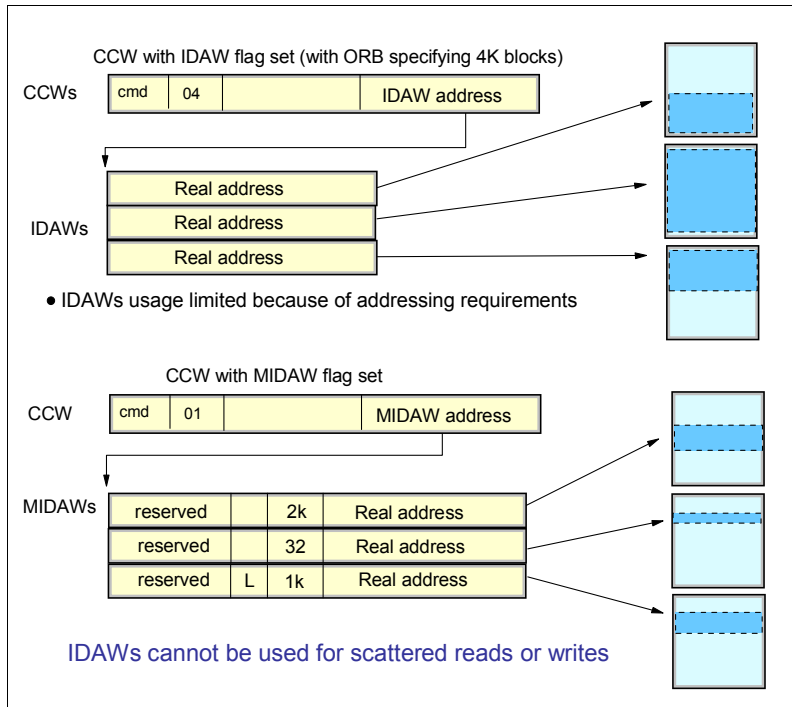 CCW with IDAW flag set (with ORB specifying 4K blocks)
CCWs
cmd 04 IDAW address
Real address
IDAWs Real address
Real address
• IDAWs usage limited because of addressing requirements
CCW with MIDAW flag set
CCW
cmd 01 MIDAW address
MIDAWs
reserved 2k Real address
reserved 32 Real address
reserved L 1k Real address
IDAWs cannot be used for scattered reads or writes